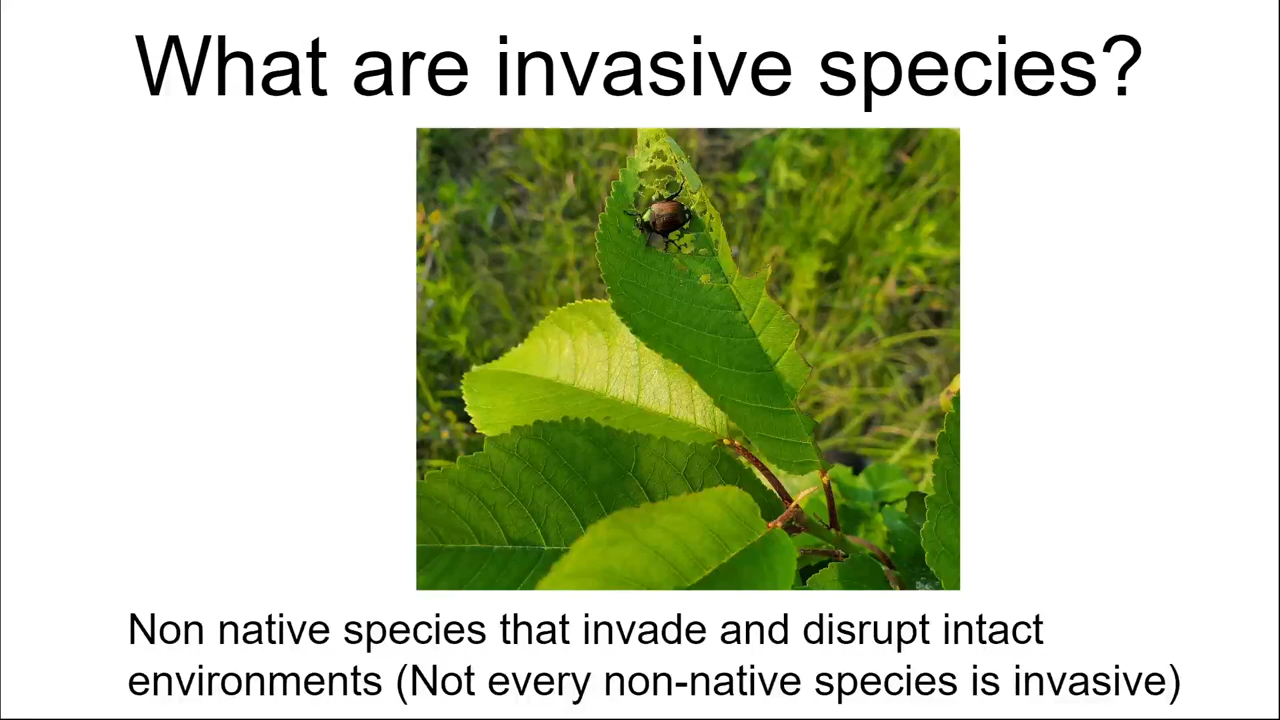 What are invasive species?
Non native species that invade and disrupt intact
environments (Not every non-native species is invasive)